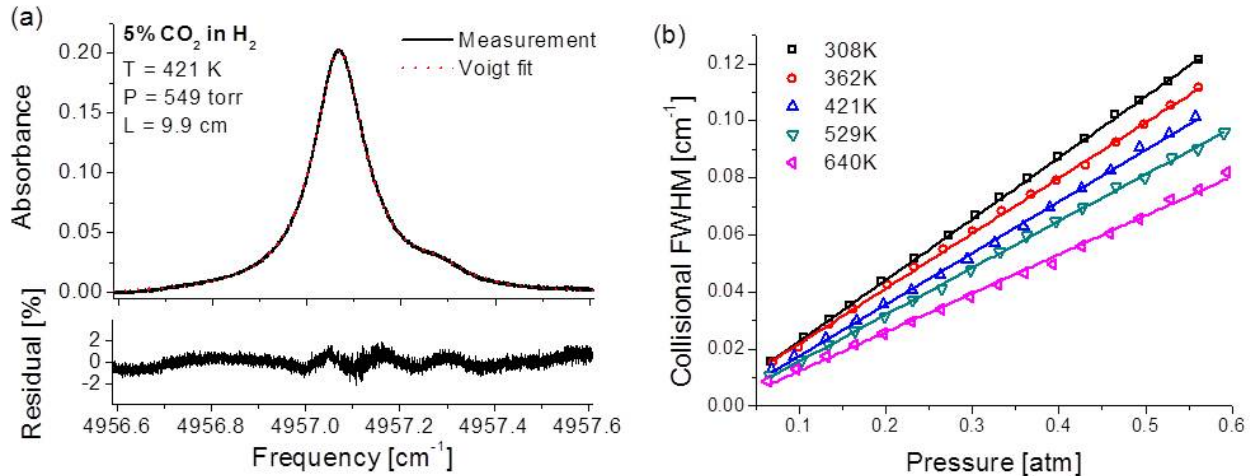 (a)
5% CO₂ in H₂
T = 421 K
P = 549 torr
L = 9.9 cm
Measurement
Voigt fit
Absorbance
0.20
0.15
0.10
0.05
0.00
Residual [%]
2
0
-2
4956.6 4956.8 4957.0 4957.2 4957.4 4957.6
Frequency [cm⁻¹]
(b)
308K
362K
421K
529K
640K
Collisional FWHM [cm⁻¹]
0.12
0.10
0.08
0.06
0.04
0.02
0.00
0.1 0.2 0.3 0.4 0.5 0.6
Pressure [atm]